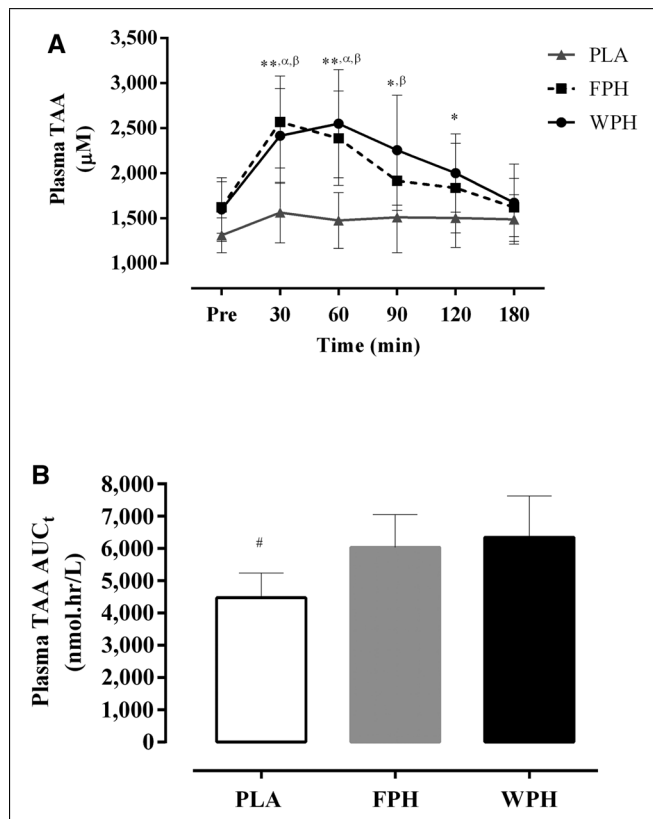 A
3,500
3,000
2,500
2,000
1,500
1,000
Plasma TAA
(µM)
**,α,β
**,α,β
*,β
*
PLA
FPH
WPH
Pre 30 60 90 120 180
Time (min)
B
8,000
7,000
6,000
5,000
4,000
3,000
2,000
1,000
0
Plasma TAA AUCt
(nmol.hr/L)
#
PLA FPH WPH